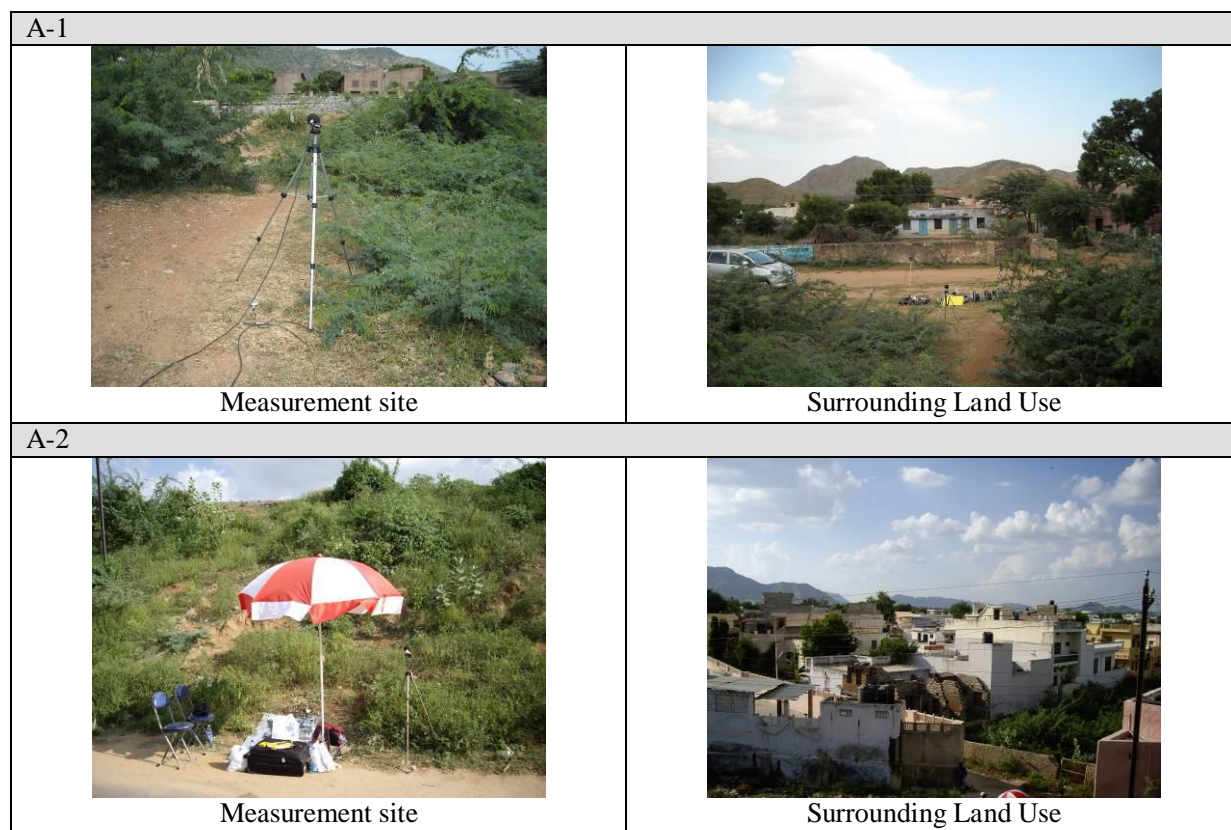 A-1
Measurement site
Surrounding Land Use
A-2
Measurement site
Surrounding Land Use